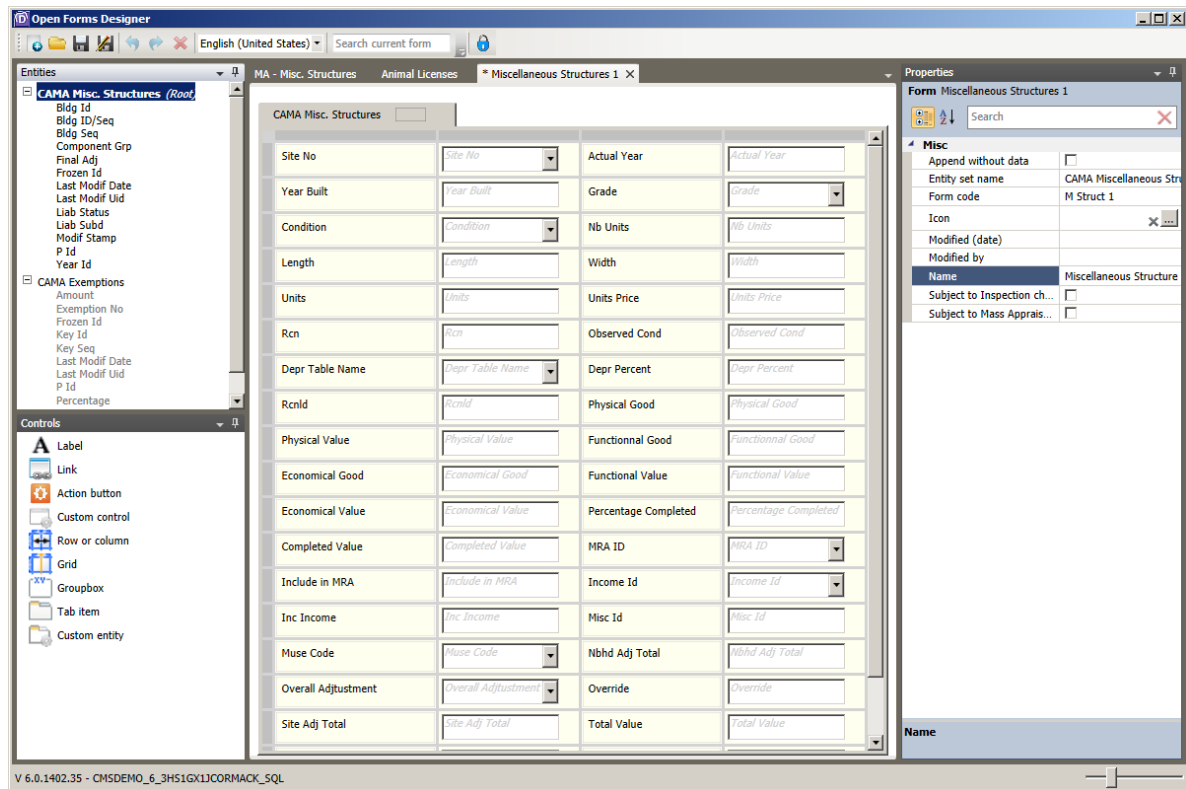 Open Forms Designer
English (United States) Search current form
Entities
CAMA Misc. Structures (Root)
Bldg Id
Bldg ID/Seq
Bldg Seq
Component Grp
Final Adj
Frozen Id
Last Modif Date
Last Modif Uid
Liab Status
Liab Subd
Modif Stamp
P Id
Year Id
CAMA Exemptions
Amount
Exemption No
Frozen Id
Key Id
Key Seq
Last Modif Date
Last Modif Uid
P Id
Percentage
Controls
Label
Link
Action button
Custom control
Row or column
Grid
XY
Groupbox
Tab item
Custom entity
MA - Misc. Structures Animal Licenses * Miscellaneous Structures 1 X
CAMA Misc. Structures
Site No Site No Actual Year Actual Year
Year Built Year Built Grade Grade
Condition Condition Nb Units Nb Units
Length Length Width Width
Units Units Units Price Units Price
Rcn Rcn Observed Cond Observed Cond
Depr Table Name Depr Table Name Depr Percent Depr Percent
Rcnld Rcnld Physical Good Physical Good
Physical Value Physical Value Functionnal Good Functionnal Good
Economical Good Economical Good Functional Value Functional Value
Economical Value Economical Value Percentage Completed Percentage Completed
Completed Value Completed Value MRA ID MRA ID
Include in MRA Include in MRA Income Id Income Id
Inc Income Inc Income Misc Id Misc Id
Muse Code Muse Code Nbhd Adj Total Nbhd Adj Total
Overall Adjtustment Overall Adjtustment Override Override
Site Adj Total Site Adj Total Total Value Total Value
Properties
Form Miscellaneous Structures 1
Search
Misc
Append without data
Entity set name CAMA Miscellaneous Stru
Form code M Struct 1
Icon ...
Modified (date)
Modified by
Name Miscellaneous Structure
Subject to Inspection ch...
Subject to Mass Apprais...
Name
V 6.0.1402.35 - CMSDEMO_6_3HS1GX1JCORMACK_SQL